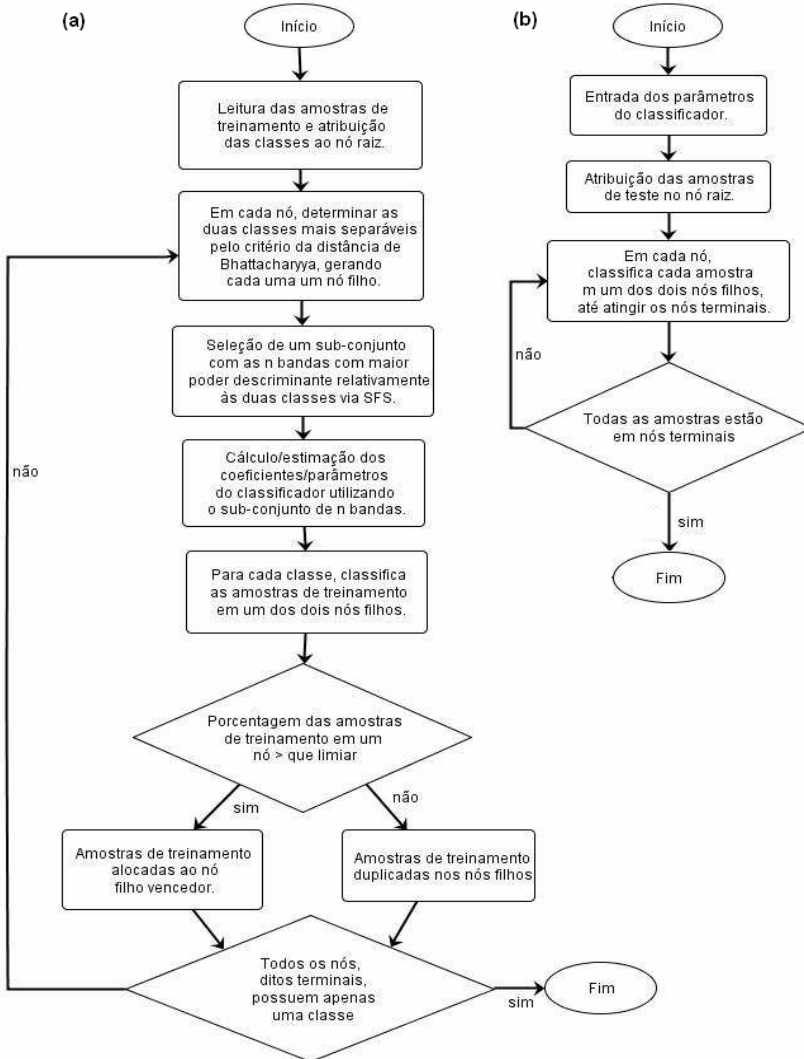 (a)
Início
Leitura das amostras de
treinamento e atribuição
das classes ao nó raiz.
Em cada nó, determinar as
duas classes mais separáveis
pelo critério da distância de
Bhattacharyya, gerando
cada uma um nó filho.
Seleção de um sub-conjunto
com as n bandas com maior
poder descriminante relativamente
às duas classes via SFS.
não
Cálculo/estimação dos
coeficientes/parâmetros
do classificador utilizando
o sub-conjunto de n bandas.
Para cada classe, classifica
as amostras de treinamento
em um dos dois nós filhos.
Porcentagem das amostras
de treinamento em um
nó > que limiar
sim
não
Amostras de treinamento
alocadas ao nó
filho vencedor.
Amostras de treinamento
duplicadas nos nós filhos
Todos os nós,
ditos terminais,
possuem apenas
uma classe
sim
Fim
(b)
Início
Entrada dos parâmetros
do classificador.
Atribuição das amostras
de teste no nó raiz.
Em cada nó,
classifica cada amostra
m um dos dois nós filhos,
até atingir os nós terminais.
não
Todas as amostras estão
em nós terminais
sim
Fim